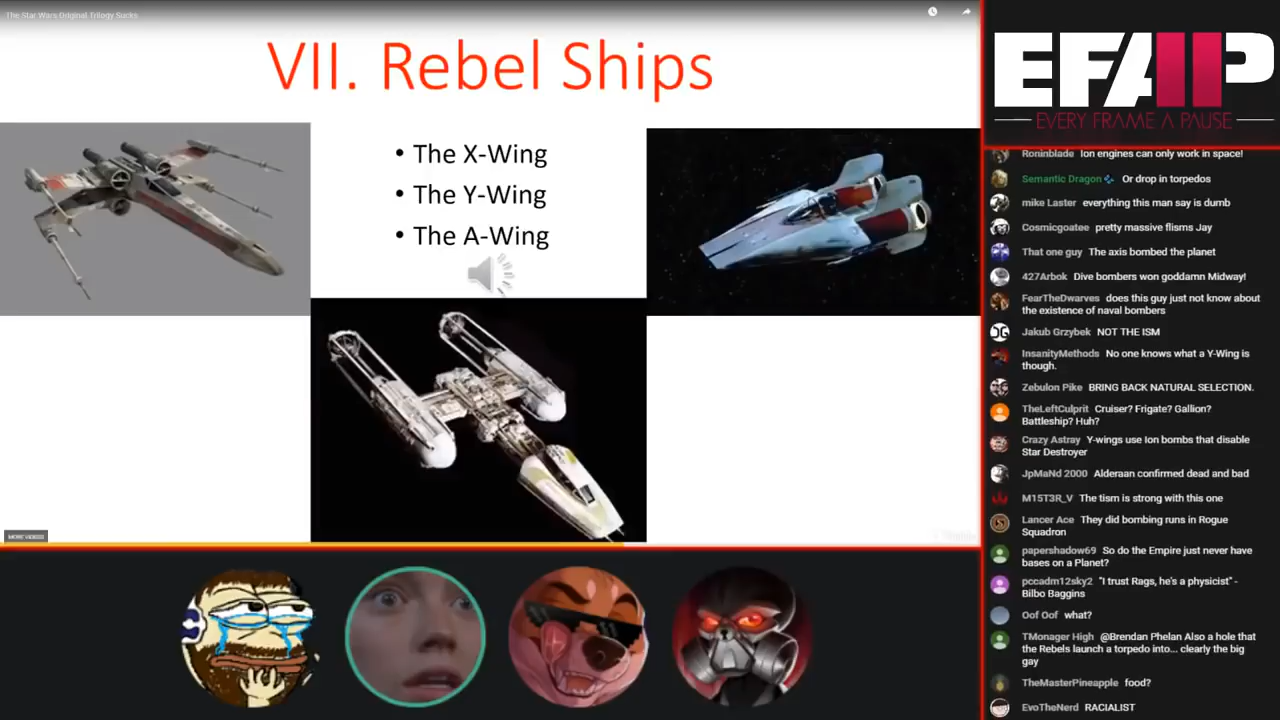 The Star Wars Original Trilogy Sucks
VII. Rebel Ships
• The X-Wing
• The Y-Wing
• The A-Wing
MORE VIDEOS
EFAP
EVERY FRAME A PAUSE
Roninblade Ion engines can only work in space!
Semantic Dragon Or drop in torpedos
mike Laster everything this man say is dumb
Cosmicgoatee pretty massive flisms Jay
That one guy The axis bombed the planet
427Arbok Dive bombers won goddamn Midway!
FearTheDwarves does this guy just not know about
the existence of naval bombers
Jakub Grzybek NOT THE ISM
InsanityMethods No one knows what a Y-Wing is
though.
Zebulon Pike BRING BACK NATURAL SELECTION.
TheLeftCulprit Cruiser? Frigate? Gallion?
Battleship? Huh?
Crazy Astray Y-wings use Ion bombs that disable
Star Destroyer
JpMaNd 2000 Alderaan confirmed dead and bad
M15T3R_V The tism is strong with this one
Lancer Ace They did bombing runs in Rogue
Squadron
papershadow69 So do the Empire just never have
bases on a Planet?
pccadm12sky2 "I trust Rags, he's a physicist" -
Bilbo Baggins
Oof Oof what?
TManager High @Brendan Phelan Also a hole that
the Rebels launch a torpedo into... clearly the big
gay
TheMasterPineapple food?
EvoTheNerd RACIALIST